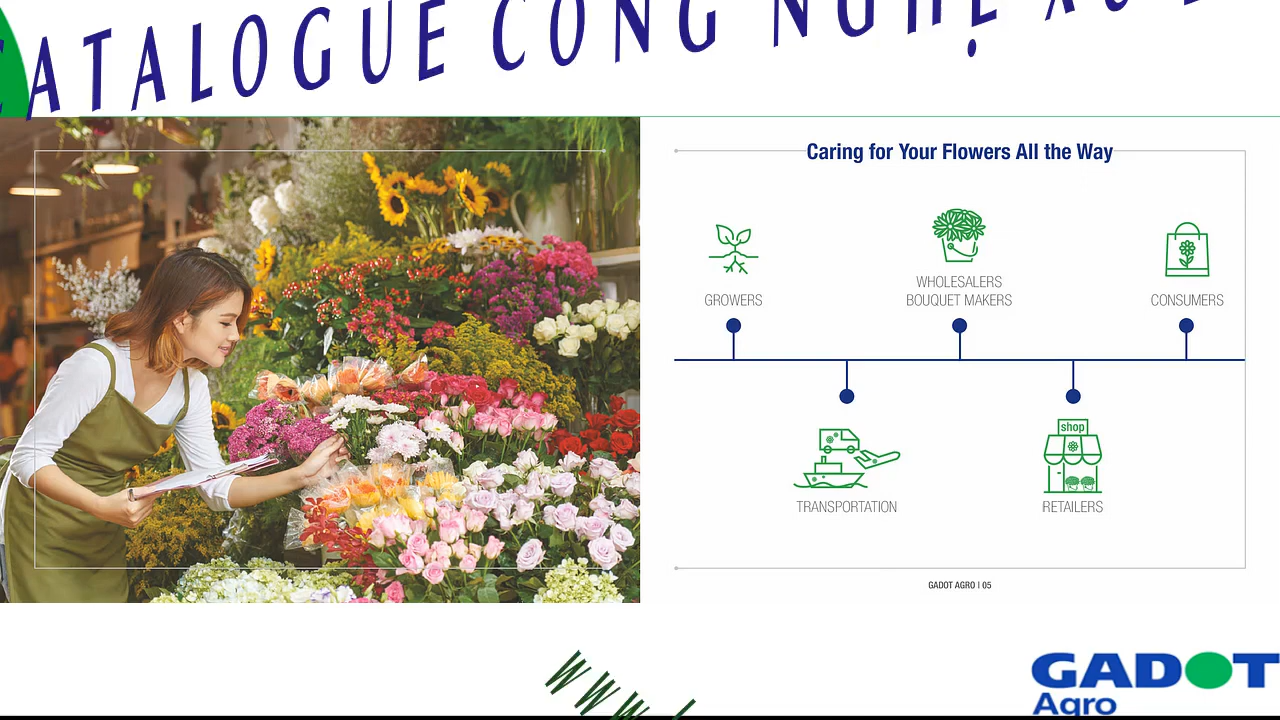 CATALOGUE CÔNG NGHỆ
Caring for Your Flowers All the Way
GROWERS
WHOLESALERS
BOUQUET MAKERS
CONSUMERS
shop
TRANSPORTATION
RETAILERS
GADOT AGRO | 05
www.
GADOT
Agro